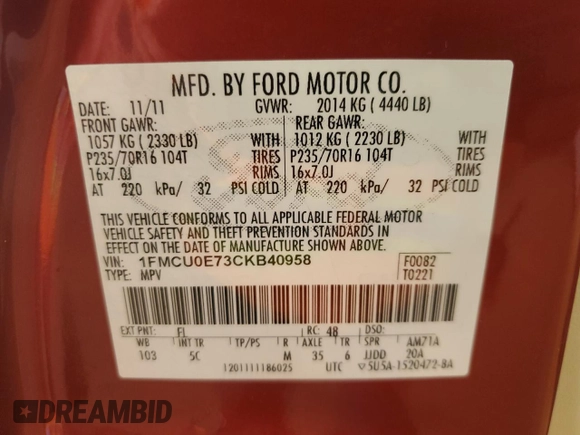 MFD. BY FORD MOTOR CO.
DATE: 11/11 GVWR: 2014 KG ( 4440 LB)
FRONT GAWR: REAR GAWR:
1057 KG ( 2330 LB) WITH 1012 KG ( 2230 LB) WITH
P235/70R16 104T TIRES P235/70R16 104T TIRES
16x7.0J RIMS 16x7.0J RIMS
AT 220 kPa/ 32 PSI COLD AT 220 kPa/ 32 PSI COLD
THIS VEHICLE CONFORMS TO ALL APPLICABLE FEDERAL MOTOR
VEHICLE SAFETY AND THEFT PREVENTION STANDARDS IN
EFFECT ON THE DATE OF MANUFACTURE SHOWN ABOVE.
VIN: 1FMCU0E73CKB40958 F0082
TYPE: MPV T0221
EXT PNT: FL RC: 48 DSO:
WB INT TR TP/PS R AXLE TR SPR AM71A
103 5C M 35 6 JJDD 20A
1201111186025 UTC ▽5U5A-1520472-BA
DREAMBID